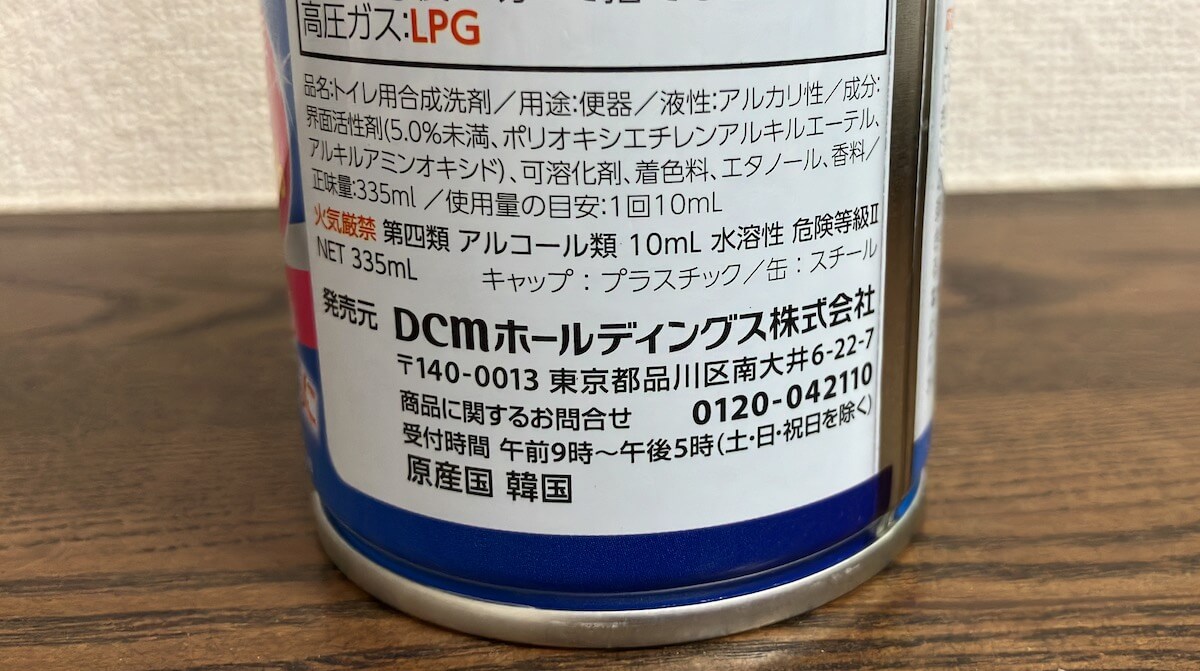 高圧ガス:LPG
品名:トイレ用合成洗剤/用途:便器/液性:アルカリ性/成分:
界面活性剤(5.0%未満、ポリオキシエチレンアルキルエーテル、
アルキルアミンオキシド)、可溶化剤、着色料、エタノール、香料/
正味量:335ml/使用量の目安:1回10mL
火気厳禁 第四類 アルコール類 10mL 水溶性 危険等級Ⅱ
NET 335mL キャップ:プラスチック/缶:スチール
発売元 DCMホールディングス株式会社
〒140-0013 東京都品川区南大井6-22-7
商品に関するお問合せ 0120-042110
受付時間 午前9時~午後5時(土・日・祝日を除く)
原産国 韓国